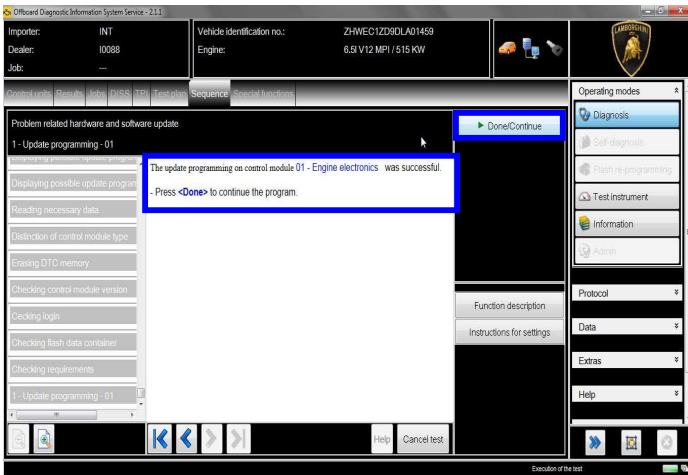 Offboard Diagnostic Information System Service - 2.1.1
Importer: INT
Dealer: I0088
Job: ---
Vehicle identification no.: ZHWEC1ZD9DLA01459
Engine: 6.5l V12 MPI / 515 KW
LAMBORGHINI
Control units Results Jobs DISS TPI Test plan Sequence Special functions
Problem related hardware and software update
1 - Update programming - 01
Displaying possible update program
Displaying possible update program
Reading necessary data
Distinction of control module type
Erasing DTC memory
Checking control module version
Cecking login
Checking flash data container
Checking requirements
1 - Update programming - 01
The update programming on control module 01 - Engine electronics was successful.
- Press <Done> to continue the program.
Help
Cancel test
Done/Continue
Function description
Instructions for settings
Operating modes
Diagnosis
Self-diagnosis
Flash re-programming
Test instrument
Information
Admin
Protocol
Data
Extras
Help
Execution of the test